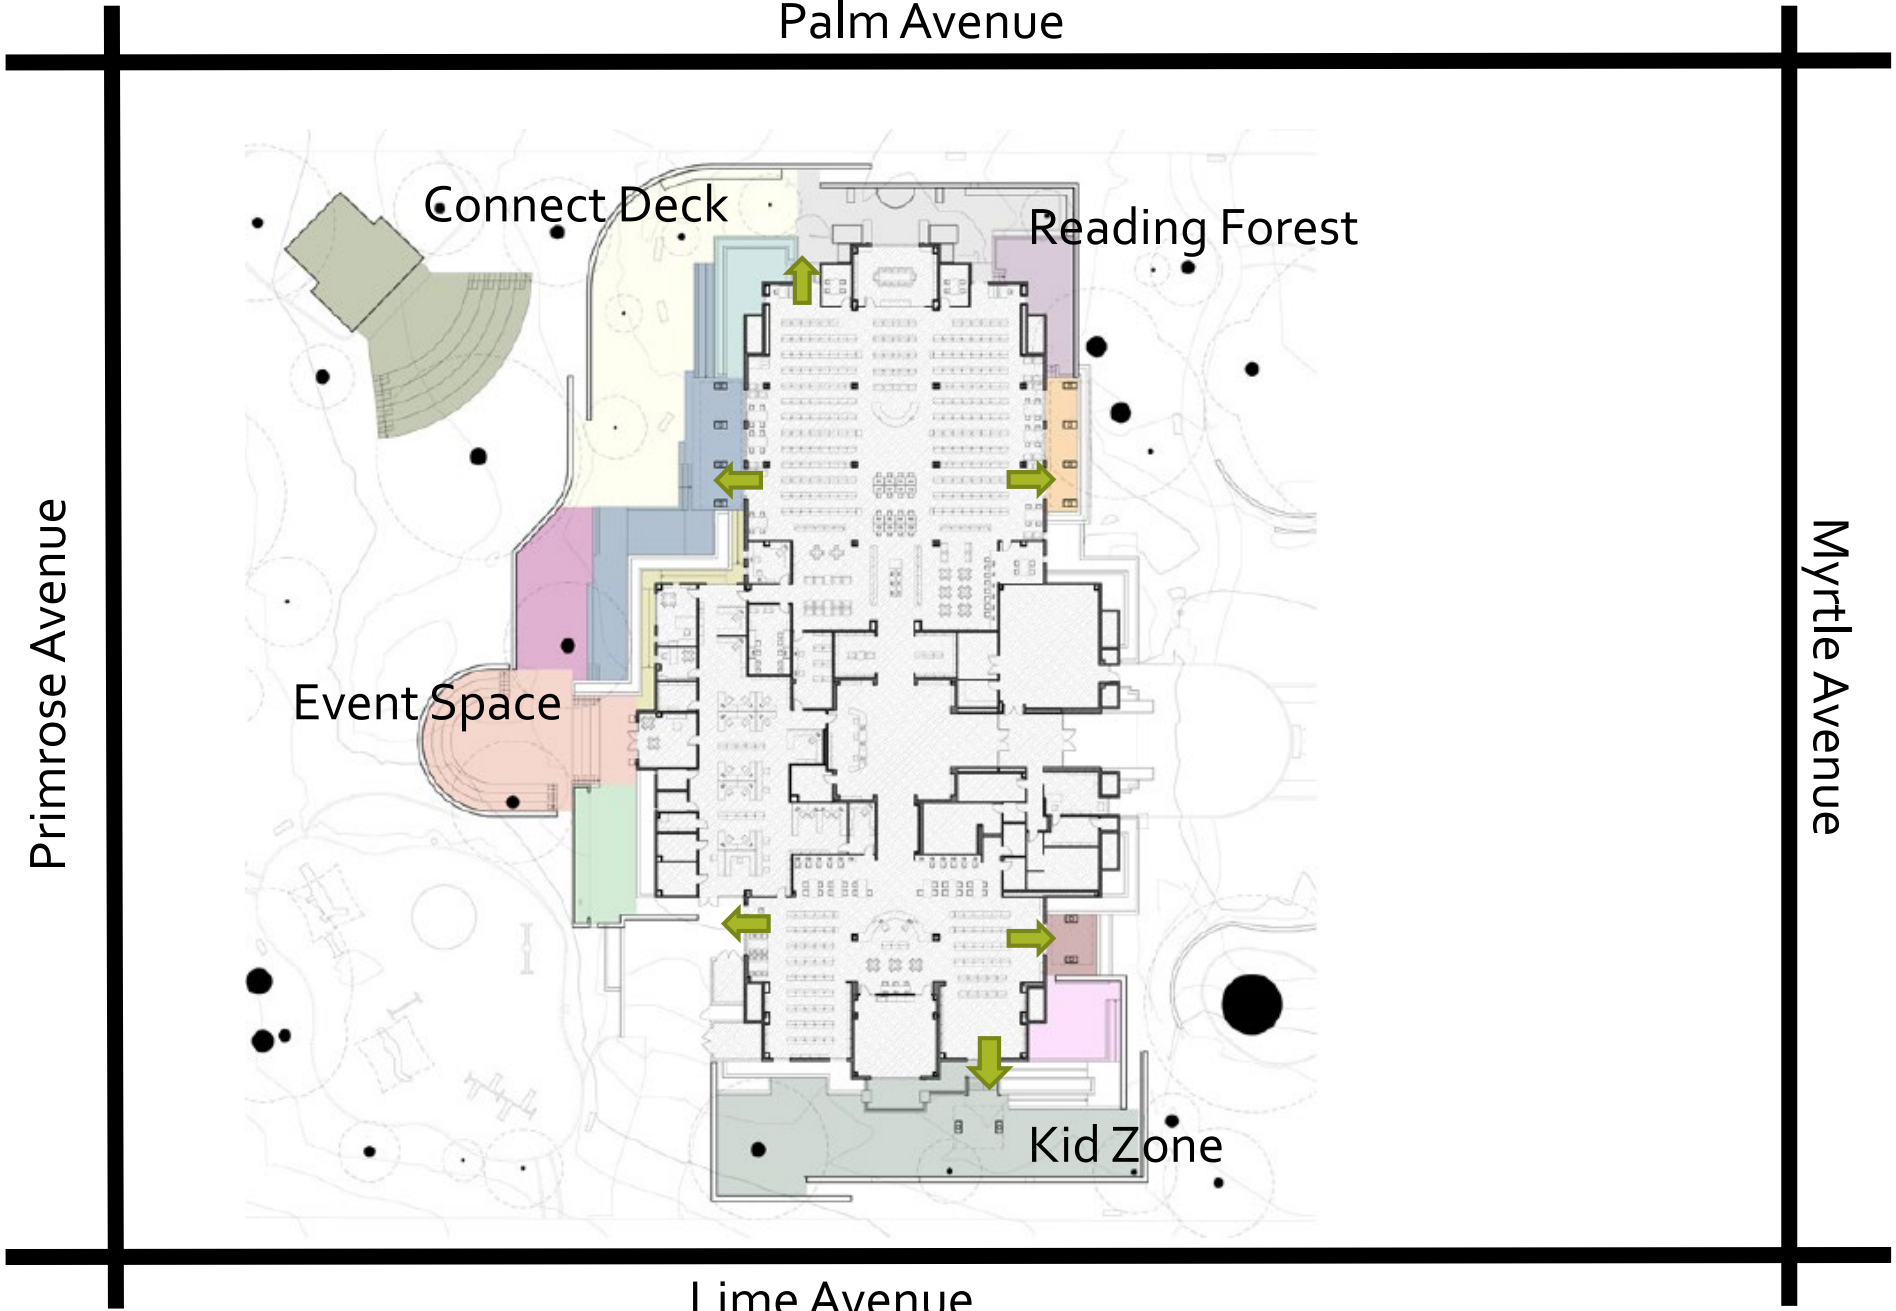 Palm Avenue
Connect Deck
Reading Forest
Primrose Avenue
Myrtle Avenue
Event Space
Kid Zone
Lime Avenue